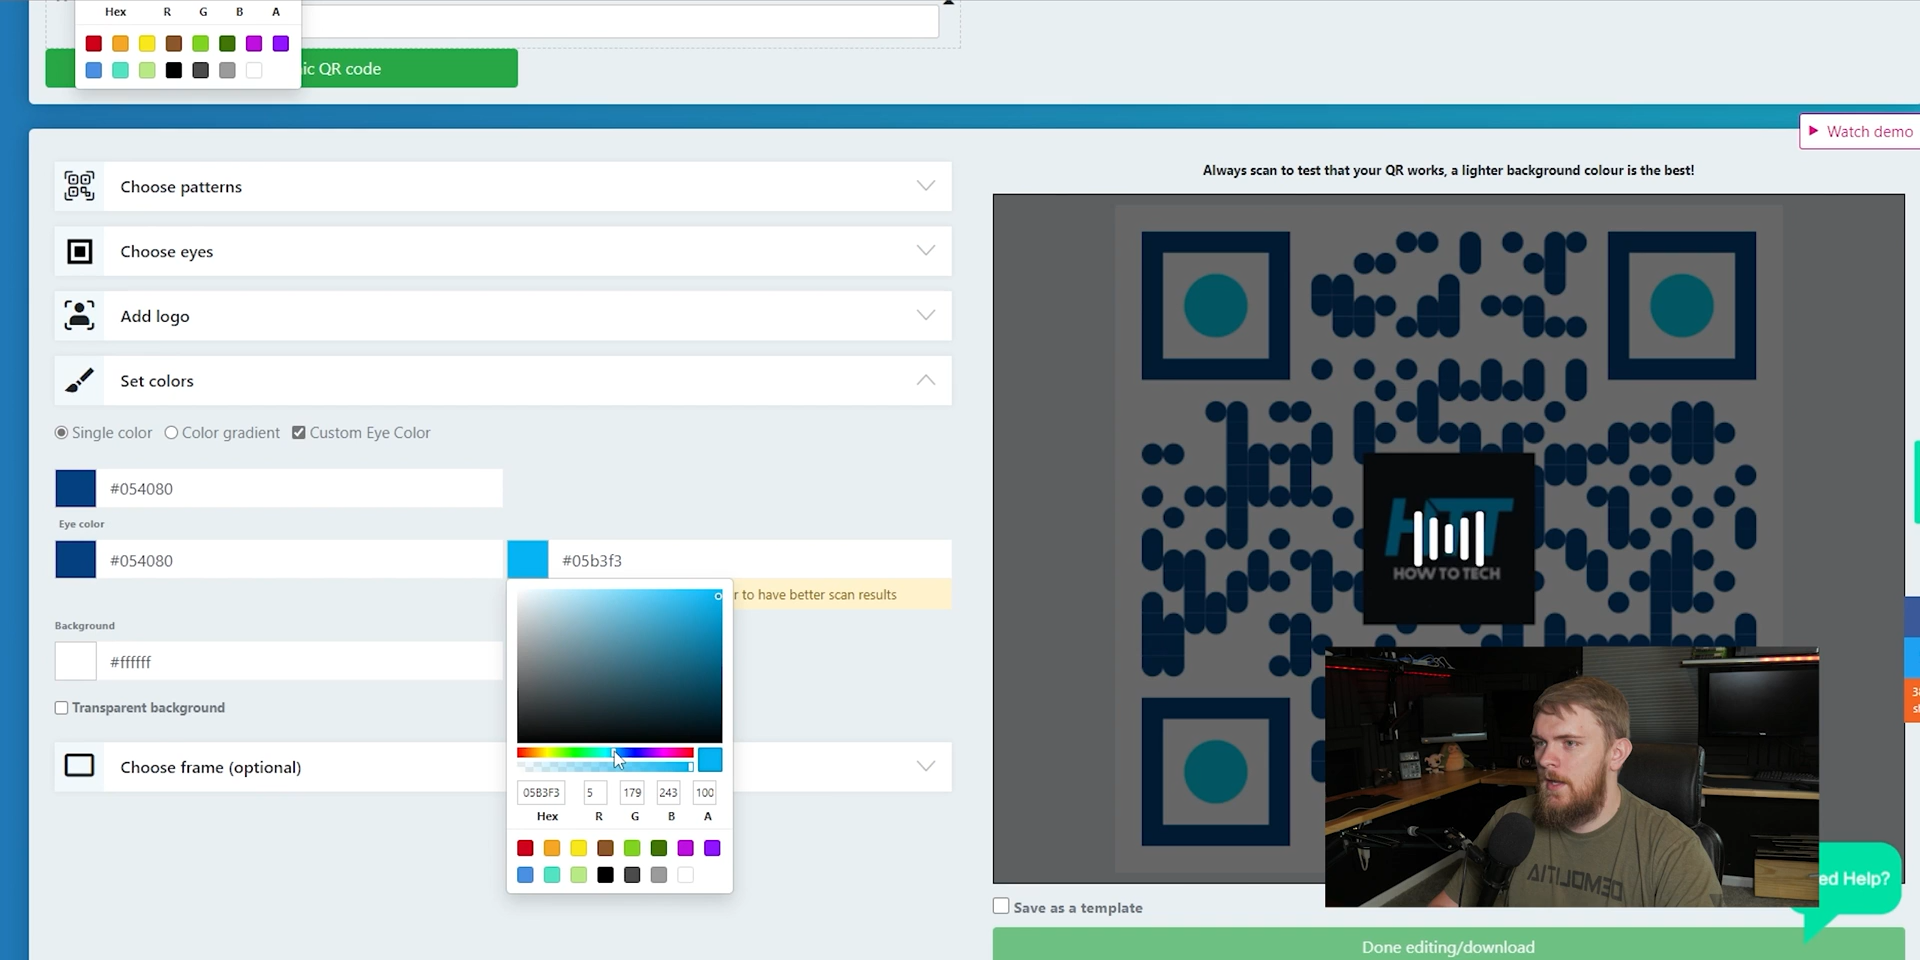 Hex R G B A
ic QR code
Watch demo
Choose patterns
Always scan to test that your QR works, a lighter background colour is the best!
Choose eyes
Add logo
Set colors
Single color Color gradient Custom Eye Color
#054080
Eye color
#054080
#05b3f3
r to have better scan results
Background
#ffffff
Transparent background
Choose frame (optional)
05B3F3 5 179 243 100
Hex R G B A
HTT
HOW TO TECH
DEMOLITIA
ed Help?
Save as a template
Done editing/download